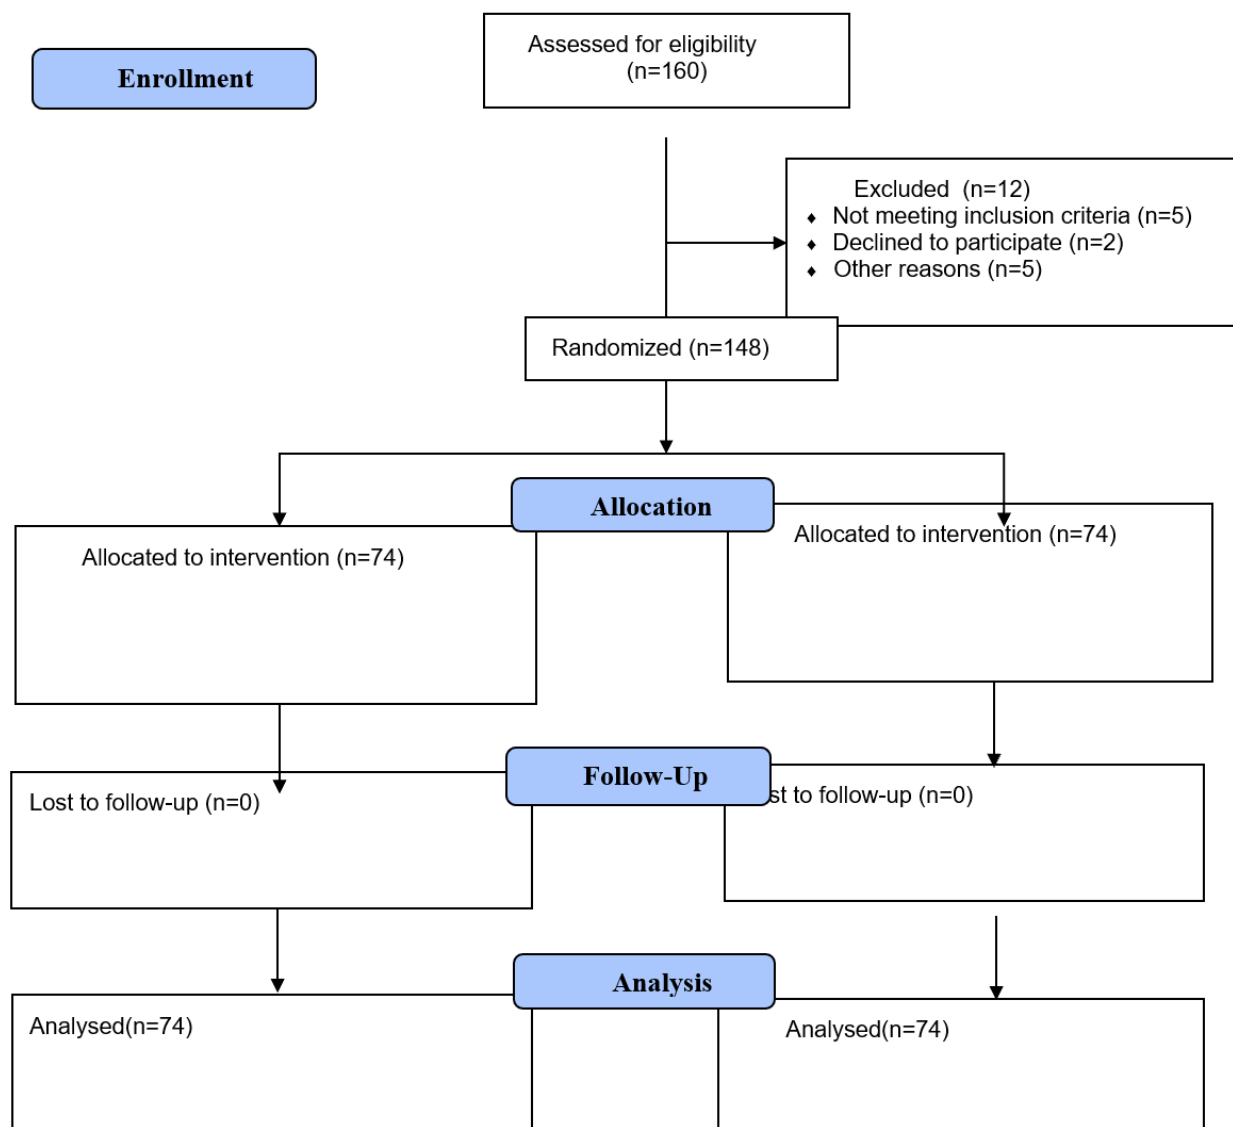 Enrollment
Assessed for eligibility
(n=160)
Excluded (n=12)
♦ Not meeting inclusion criteria (n=5)
♦ Declined to participate (n=2)
♦ Other reasons (n=5)
Randomized (n=148)
Allocation
Allocated to intervention (n=74)
Allocated to intervention (n=74)
Follow-Up
Lost to follow-up (n=0)
st to follow-up (n=0)
Analysis
Analysed(n=74)
Analysed(n=74)